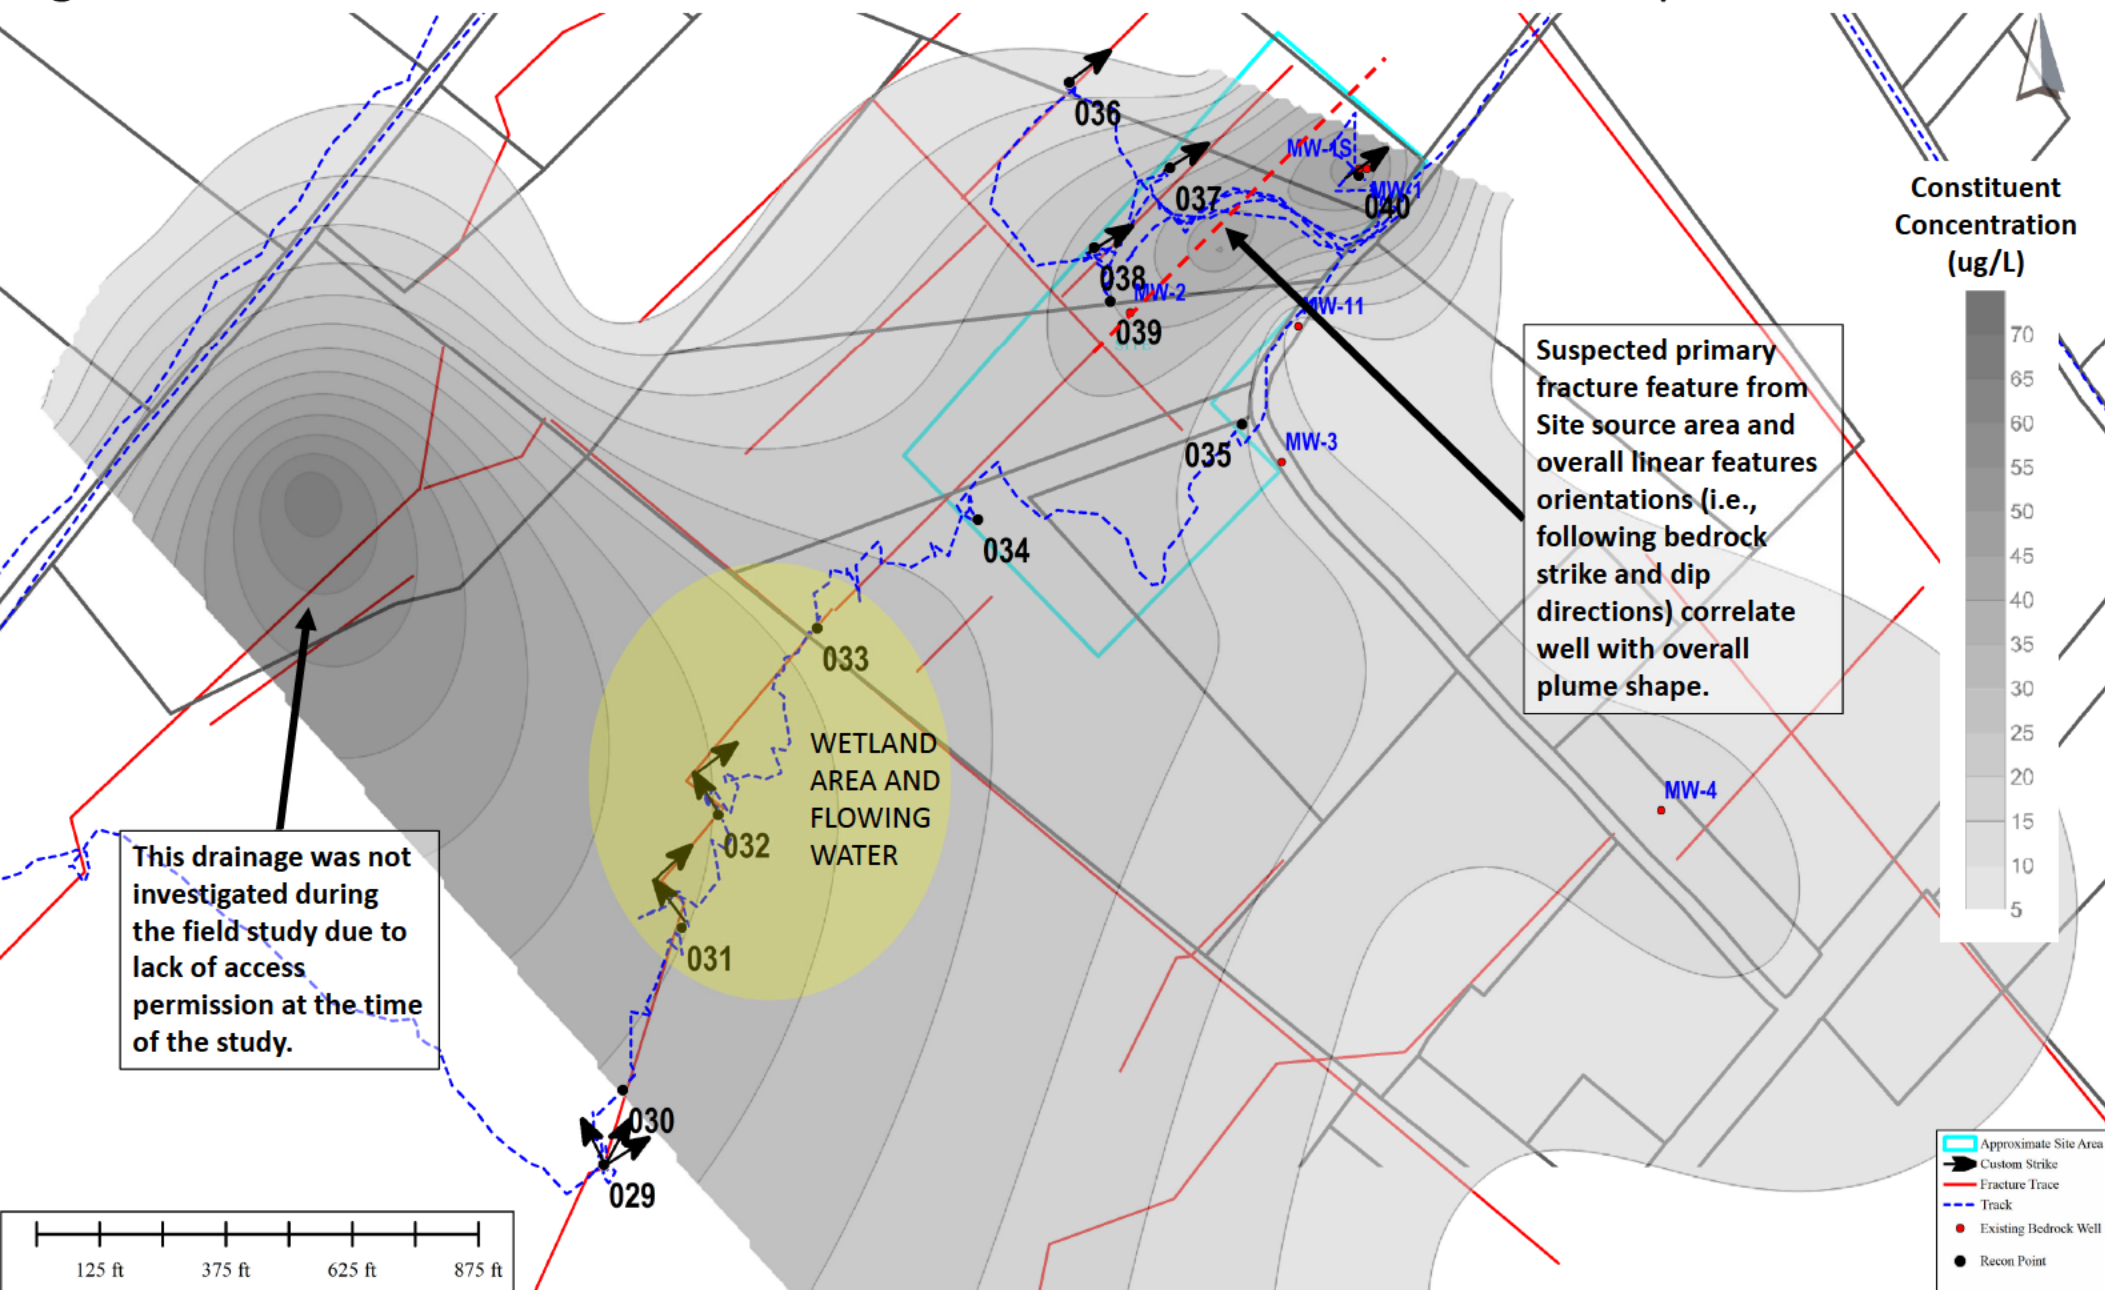 036
MW-1S
037
MW-1
040
038
MW-2
039
SITE
MW-11
035
MW-3
034
033
032
031
030
029
MW-4
WETLAND
AREA AND
FLOWING
WATER
Suspected primary
fracture feature from
Site source area and
overall linear features
orientations (i.e.,
following bedrock
strike and dip
directions) correlate
well with overall
plume shape.
This drainage was not
investigated during
the field study due to
lack of access
permission at the time
of the study.
Constituent
Concentration
(ug/L)
70
65
60
55
50
45
40
35
30
25
20
15
10
5
125 ft
375 ft
625 ft
875 ft
Approximate Site Area
Custom Strike
Fracture Trace
Track
Existing Bedrock Well
Recon Point